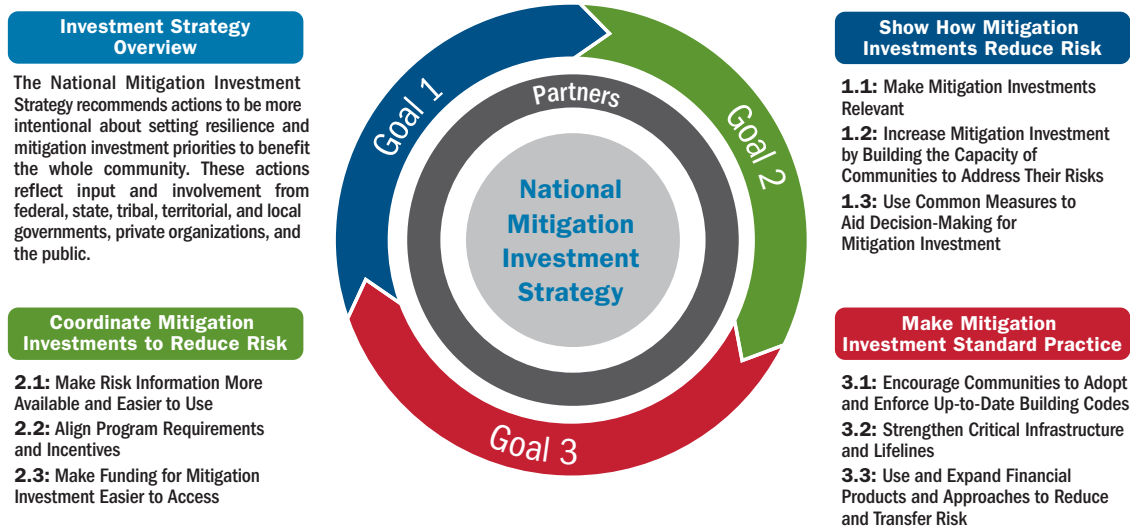 Investment Strategy
Overview
The National Mitigation Investment
Strategy recommends actions to be more
intentional about setting resilience and
mitigation investment priorities to benefit
the whole community. These actions
reflect input and involvement from
federal, state, tribal, territorial, and local
governments, private organizations, and
the public.
Coordinate Mitigation
Investments to Reduce Risk
2.1: Make Risk Information More
Available and Easier to Use
2.2: Align Program Requirements
and Incentives
2.3: Make Funding for Mitigation
Investment Easier to Access
Goal 1
Goal 2
Goal 3
Partners
National
Mitigation
Investment
Strategy
Show How Mitigation
Investments Reduce Risk
1.1: Make Mitigation Investments
Relevant
1.2: Increase Mitigation Investment
by Building the Capacity of
Communities to Address Their Risks
1.3: Use Common Measures to
Aid Decision-Making for
Mitigation Investment
Make Mitigation
Investment Standard Practice
3.1: Encourage Communities to Adopt
and Enforce Up-to-Date Building Codes
3.2: Strengthen Critical Infrastructure
and Lifelines
3.3: Use and Expand Financial
Products and Approaches to Reduce
and Transfer Risk